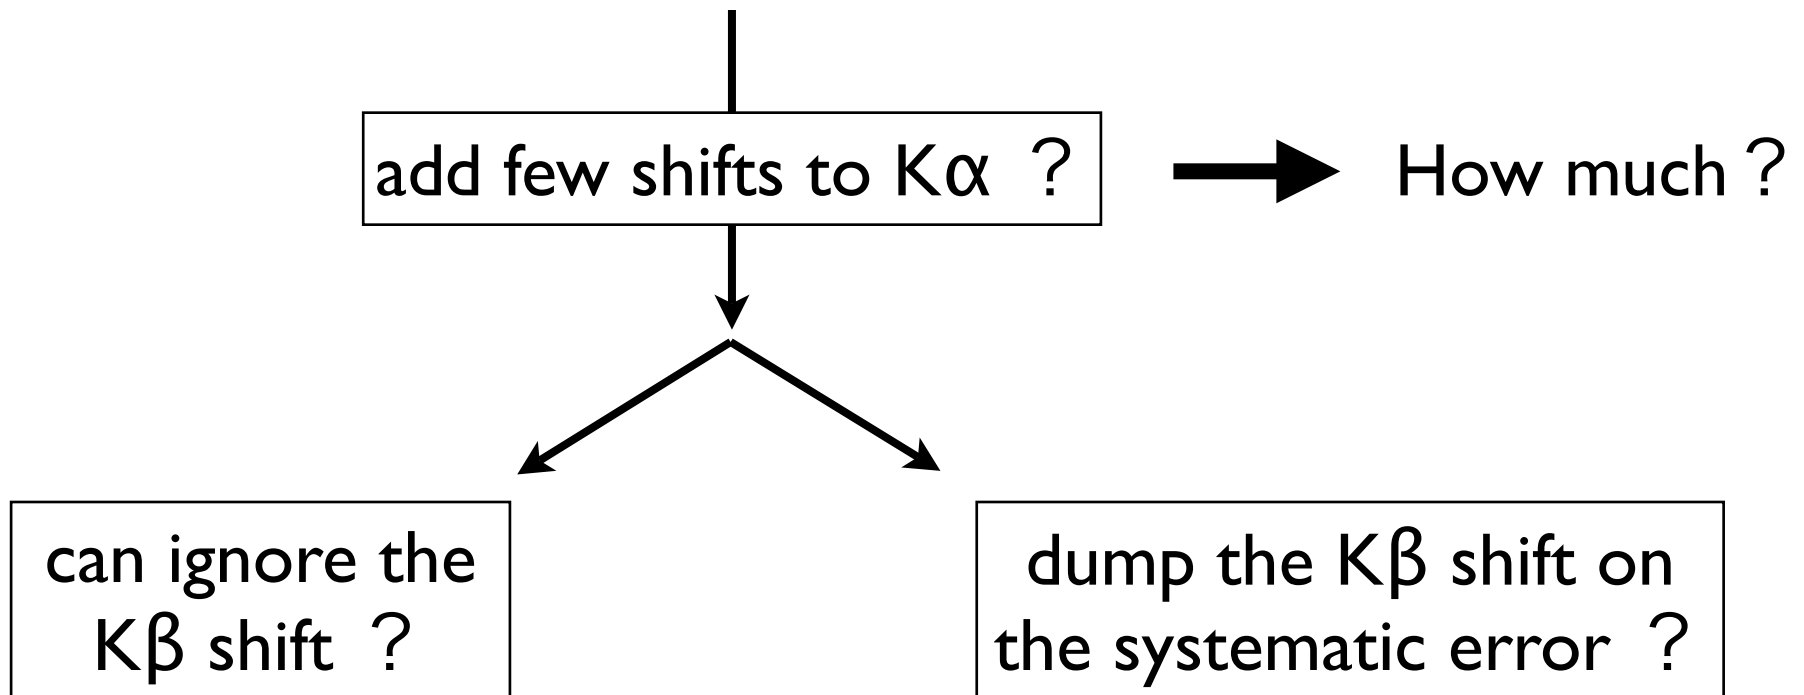 add few shifts to Kα ?
How much ?
can ignore the
Kβ shift ?
dump the Kβ shift on
the systematic error ?